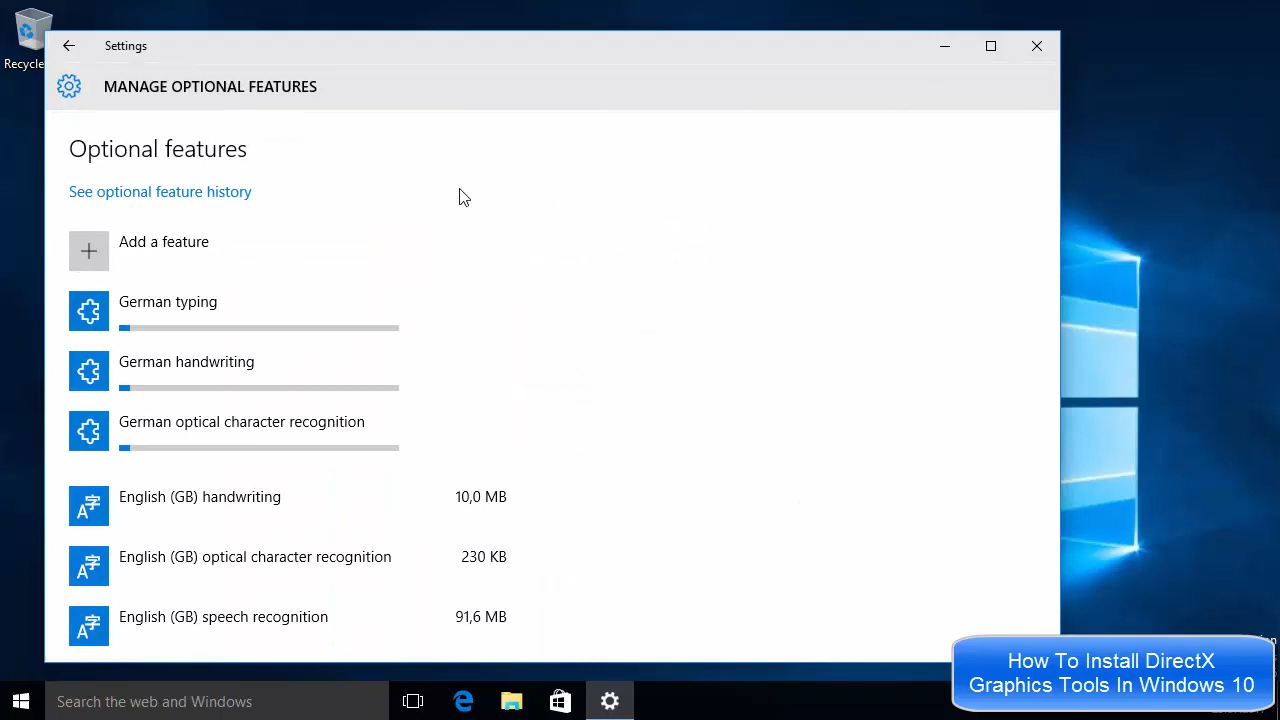 Recycle
Settings
MANAGE OPTIONAL FEATURES
Optional features
See optional feature history
Add a feature
German typing
German handwriting
German optical character recognition
English (GB) handwriting 10,0 MB
English (GB) optical character recognition 230 KB
English (GB) speech recognition 91,6 MB
How To Install DirectX
Graphics Tools In Windows 10
Search the web and Windows